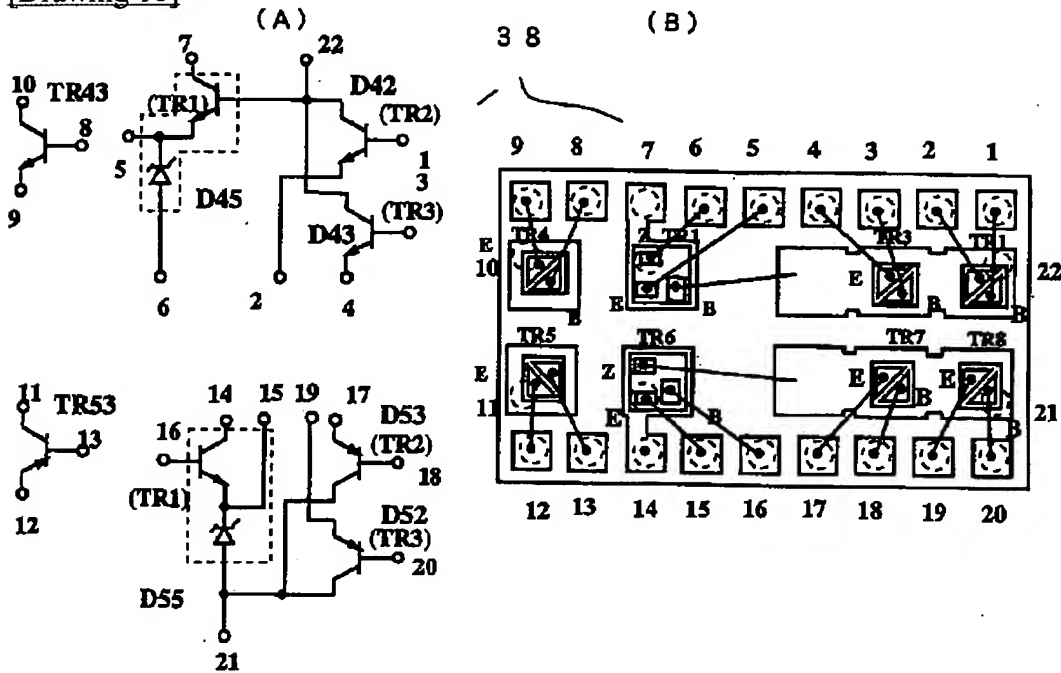 (A)
7
22
10
TR43
8
(TR1)
D42
(TR2)
1
3
5
9
D45
D43
(TR3)
6
2
4
11
TR53
13
12
14
15
19
17
16
D53
(TR2)
18
(TR1)
D52
(TR3)
20
D55
21
38
(B)
9 8 7 6 5 4 3 2 1
TR4 Z TR1 TR3 TR1
E
10
E
22
B E B B B
TR5 TR6 TR7 TR8
E Z E B E
11
E B
21
B
12 13 14 15 16 17 18 19 20